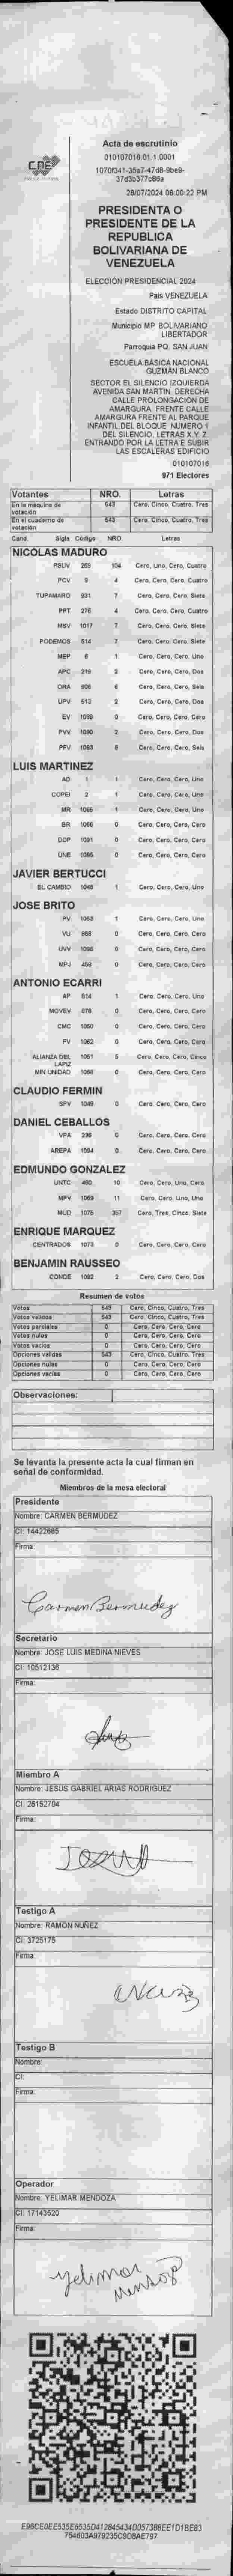 CNE
Acta de escrutinio
010107016.01.1.0001
1070f341-35a7-47d8-9be9-
37d3b377c86a
28/07/2024 06:00:22 PM
PRESIDENTA O
PRESIDENTE DE LA
REPUBLICA
BOLIVARIANA DE
VENEZUELA
ELECCIÓN PRESIDENCIAL 2024
País VENEZUELA
Estado DISTRITO CAPITAL
Municipio MP. BOLIVARIANO
LIBERTADOR
Parroquia PQ. SAN JUAN
ESCUELA BÁSICA NACIONAL
GUZMÁN BLANCO
SECTOR EL SILENCIO IZQUIERDA
AVENIDA SAN MARTIN. DERECHA
CALLE PROLONGACION DE
AMARGURA. FRENTE CALLE
AMARGURA FRENTE AL PARQUE
INFANTIL DEL BLOQUE NUMERO 1
DEL SILENCIO, LETRAS X Y Z
ENTRANDO POR LA LETRA E SUBIR
LAS ESCALERAS EDIFICIO
010107016
971 Electores
Votantes NRO. Letras
En la maquina de votación 543 Cero, Cinco, Cuatro, Tres
En el cuaderno de votación 543 Cero, Cinco, Cuatro, Tres
Cand. Sigla Código NRO. Letras
NICOLAS MADURO
PSUV 269 104 Cero, Uno, Cero, Cuatro
PCV 9 4 Cero, Cero, Cero, Cuatro
TUPAMARO 931 7 Cero, Cero, Cero, Siete
PPT 276 4 Cero, Cero, Cero, Cuatro
MSV 1017 7 Cero, Cero, Cero, Siete
PODEMOS 614 7 Cero, Cero, Cero, Siete
MEP 8 1 Cero, Cero, Cero, Uno
APC 219 2 Cero, Cero, Cero, Dos
ORA 906 6 Cero, Cero, Cero, Seis
UPV 512 2 Cero, Cero, Cero, Dos
EV 1089 0 Cero, Cero, Cero, Cero
PVV 1090 2 Cero, Cero, Cero, Dos
PFV 1083 6 Cero, Cero, Cero, Seis
LUIS MARTINEZ
AD 1 1 Cero, Cero, Cero, Uno
COPEI 2 1 Cero, Cero, Cero, Uno
MR 1066 1 Cero, Cero, Cero, Uno
BR 0 Cero, Cero, Cero, Cero
DDP 1091 0 Cero, Cero, Cero, Cero
UNE 1095 0 Cero, Cero, Cero, Cero
JAVIER BERTUCCI
EL CAMBIO 1048 1 Cero, Cero, Cero, Uno
JOSE BRITO
PV 1063 1 Cero, Cero, Cero, Uno
VU 868 0 Cero, Cero, Cero, Cero
UVV 1096 0 Cero, Cero, Cero, Cero
MPJ 458 0 Cero, Cero, Cero, Cero
ANTONIO ECARRI
AP 814 1 Cero, Cero, Cero, Uno
MOVEV 878 0 Cero, Cero, Cero, Cero
CMC 1050 0 Cero, Cero, Cero, Cero
FV 1062 0 Cero, Cero, Cero, Cero
ALIANZA DEL LAPIZ 1061 5 Cero, Cero, Cero, Cinco
MIN UNIDAD 1068 0 Cero, Cero, Cero, Cero
CLAUDIO FERMIN
SPV 1049 0 Cero, Cero, Cero, Cero
DANIEL CEBALLOS
VPA 236 0 Cero, Cero, Cero, Cero
AREPA 1094 0 Cero, Cero, Cero, Cero
EDMUNDO GONZALEZ
UNTC 460 10 Cero, Cero, Uno, Cero
MPV 1069 11 Cero, Cero, Uno, Uno
MUD 1075 357 Cero, Tres, Cinco, Siete
ENRIQUE MARQUEZ
CENTRADOS 1073 0 Cero, Cero, Cero, Cero
BENJAMIN RAUSSEO
CONDE 1092 2 Cero, Cero, Cero, Dos
Resumen de votos
Votos 543 Cero, Cinco, Cuatro, Tres
Votos validos 543 Cero, Cinco, Cuatro, Tres
Votos parciales 0 Cero, Cero, Cero, Cero
Votos nulos 0 Cero, Cero, Cero, Cero
Votos vacios 0 Cero, Cero, Cero, Cero
Opciones validas 543 Cero, Cinco, Cuatro, Tres
Opciones nulas 0 Cero, Cero, Cero, Cero
Opciones vacias 0 Cero, Cero, Cero, Cero
Observaciones:
Se levanta la presente acta la cual firman en
señal de conformidad.
Miembros de la mesa electoral
Presidente
Nombre: CARMEN BERMUDEZ
CI: 14422685
Firma:
Carmen Bermudez
Secretario
Nombre: JOSE LUIS MEDINA NIEVES
CI: 10512136
Firma:
Miembro A
Nombre: JESUS GABRIEL ARIAS RODRIGUEZ
CI: 26152704
Firma:
Testigo A
Nombre: RAMON NUÑEZ
CI: 3725175
Firma:
Testigo B
Nombre:
CI:
Firma:
Operador
Nombre: YELIMAR MENDOZA
CI: 17143520
Firma:
Yelimar
Mendoza
754603A979235C9D8AE797